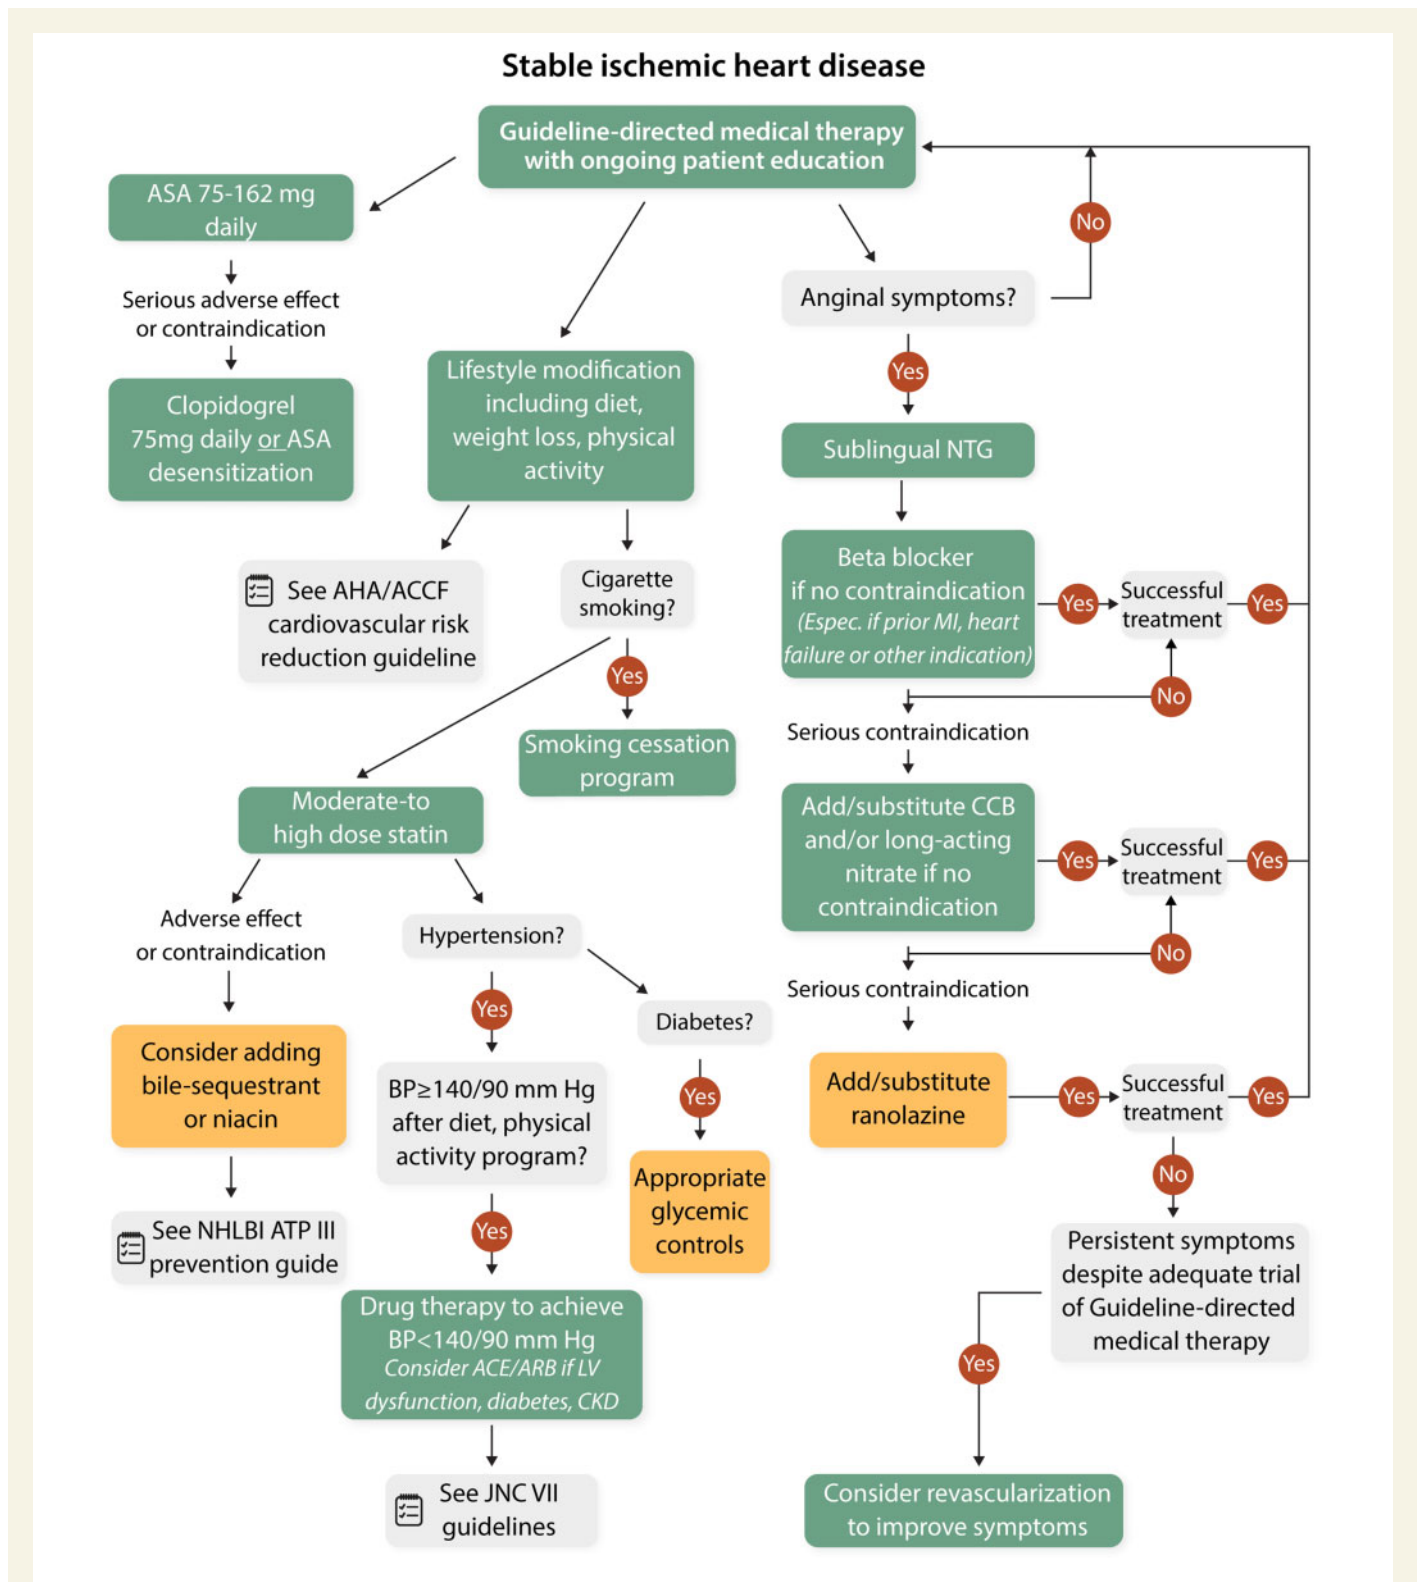 Stable ischemic heart disease
Guideline-directed medical therapy
with ongoing patient education
ASA 75-162 mg
daily
Serious adverse effect
or contraindication
Clopidogrel
75mg daily or ASA
desensitization
Lifestyle modification
including diet,
weight loss, physical
activity
See AHA/ACCF
cardiovascular risk
reduction guideline
Cigarette
smoking?
Yes
Smoking cessation
program
Moderate-to
high dose statin
Adverse effect
or contraindication
Consider adding
bile-sequestrant
or niacin
See NHLBI ATP III
prevention guide
Hypertension?
Yes
BP≥140/90 mm Hg
after diet, physical
activity program?
Yes
Drug therapy to achieve
BP<140/90 mm Hg
Consider ACE/ARB if LV
dysfunction, diabetes, CKD
See JNC VII
guidelines
Diabetes?
Yes
Appropriate
glycemic
controls
Anginal symptoms?
No
Yes
Sublingual NTG
Beta blocker
if no contraindication
(Espec. if prior MI, heart
failure or other indication)
Yes
Successful
treatment
Yes
No
Serious contraindication
Add/substitute CCB
and/or long-acting
nitrate if no
contraindication
Yes
Successful
treatment
Yes
No
Serious contraindication
Add/substitute
ranolazine
Yes
Successful
treatment
Yes
No
Persistent symptoms
despite adequate trial
of Guideline-directed
medical therapy
Yes
Consider revascularization
to improve symptoms